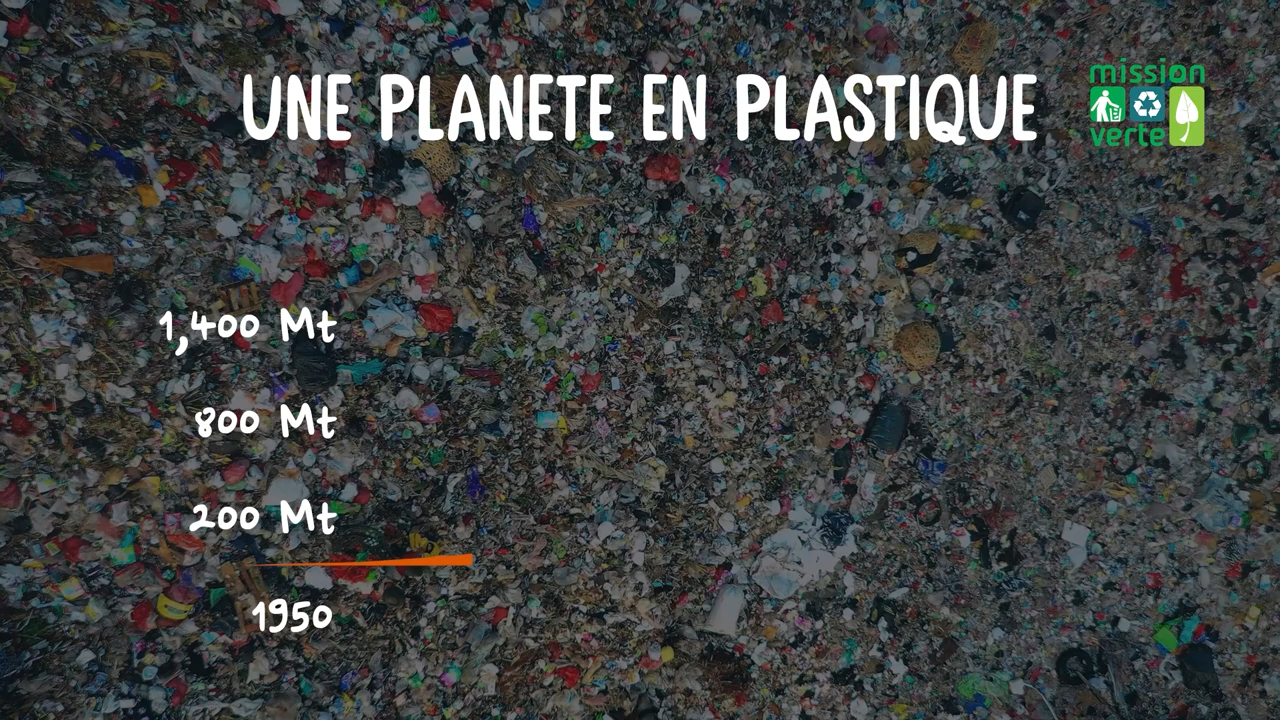 UNE PLANETE EN PLASTIQUE
mission
verte
1,400 Mt
800 Mt
200 Mt
1950